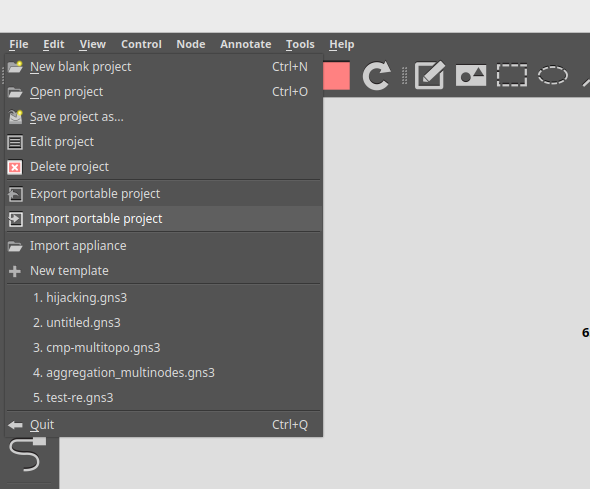 File Edit View Control Node Annotate Tools Help
New blank project Ctrl+N
Open project Ctrl+O
Save project as...
Edit project
Delete project
Export portable project
Import portable project
Import appliance
New template
1. hijacking.gns3
2. untitled.gns3
3. cmp-multitopo.gns3
4. aggregation_multinodes.gns3
5. test-re.gns3
Quit Ctrl+Q
6